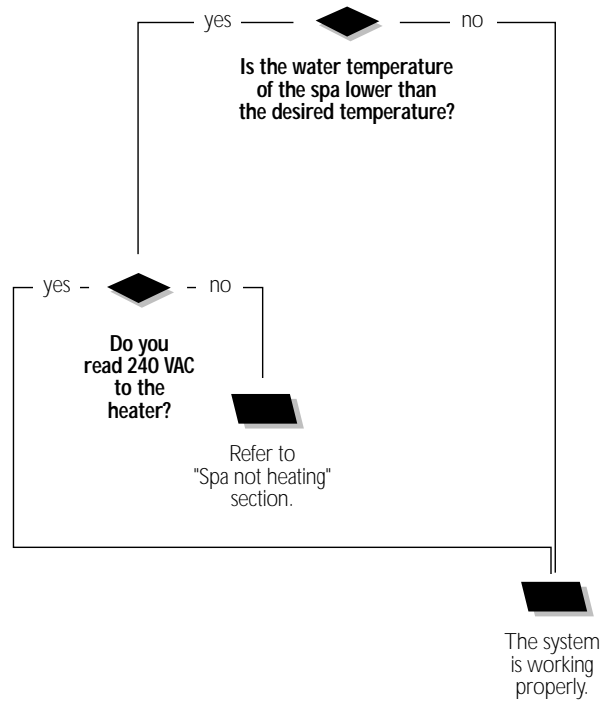 yes
no
Is the water temperature
of the spa lower than
the desired temperature?
yes
no
Do you
read 240 VAC
to the
heater?
Refer to
"Spa not heating"
section.
The system
is working
properly.